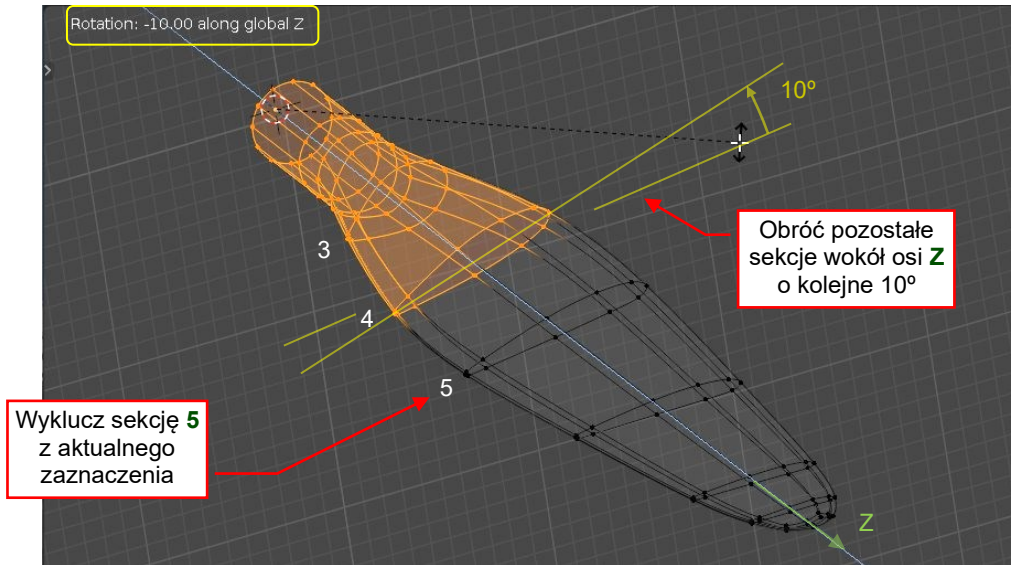 Rotation: -10.00 along global Z
10º
Obróć pozostałe
sekcje wokół osi Z
o kolejne 10º
3
4
5
Wyklucz sekcję 5
z aktualnego
zaznaczenia
Z